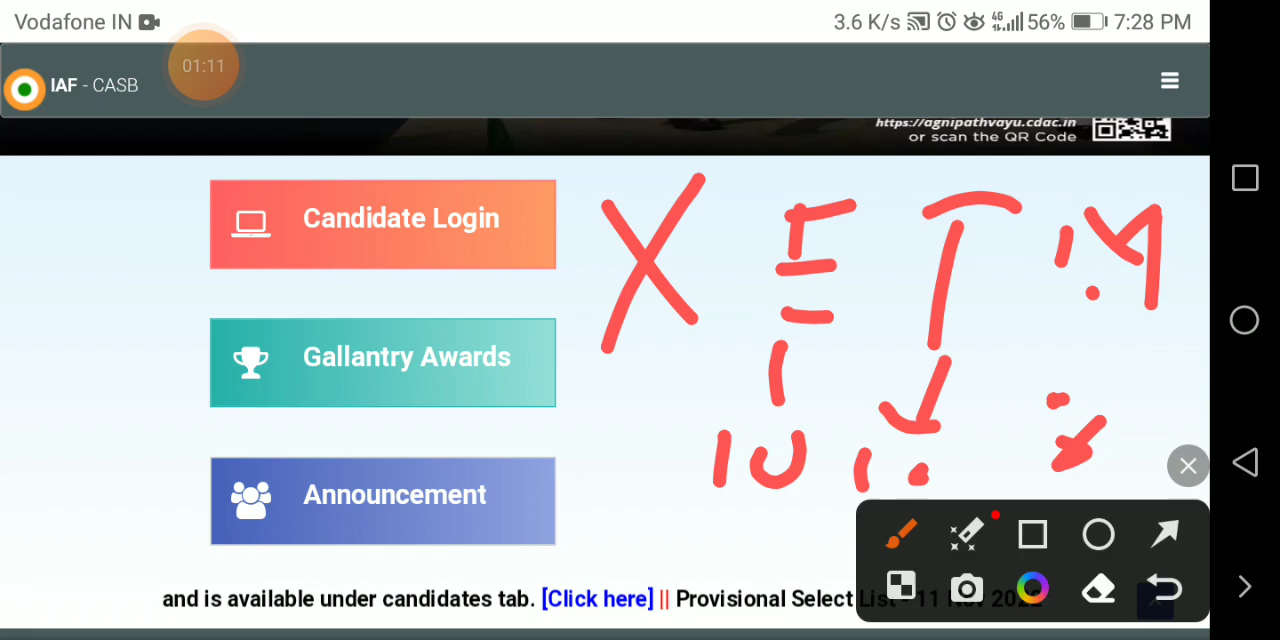 Vodafone IN 3.6 K/s 4G 56% 7:28 PM
01:11
IAF - CASB
https://agnipathvayu.cdac.in
or scan the QR Code
Candidate Login
Gallantry Awards
Announcement
X E T M
10
and is available under candidates tab. [Click here] || Provisional Select List - 11 Nov 2022